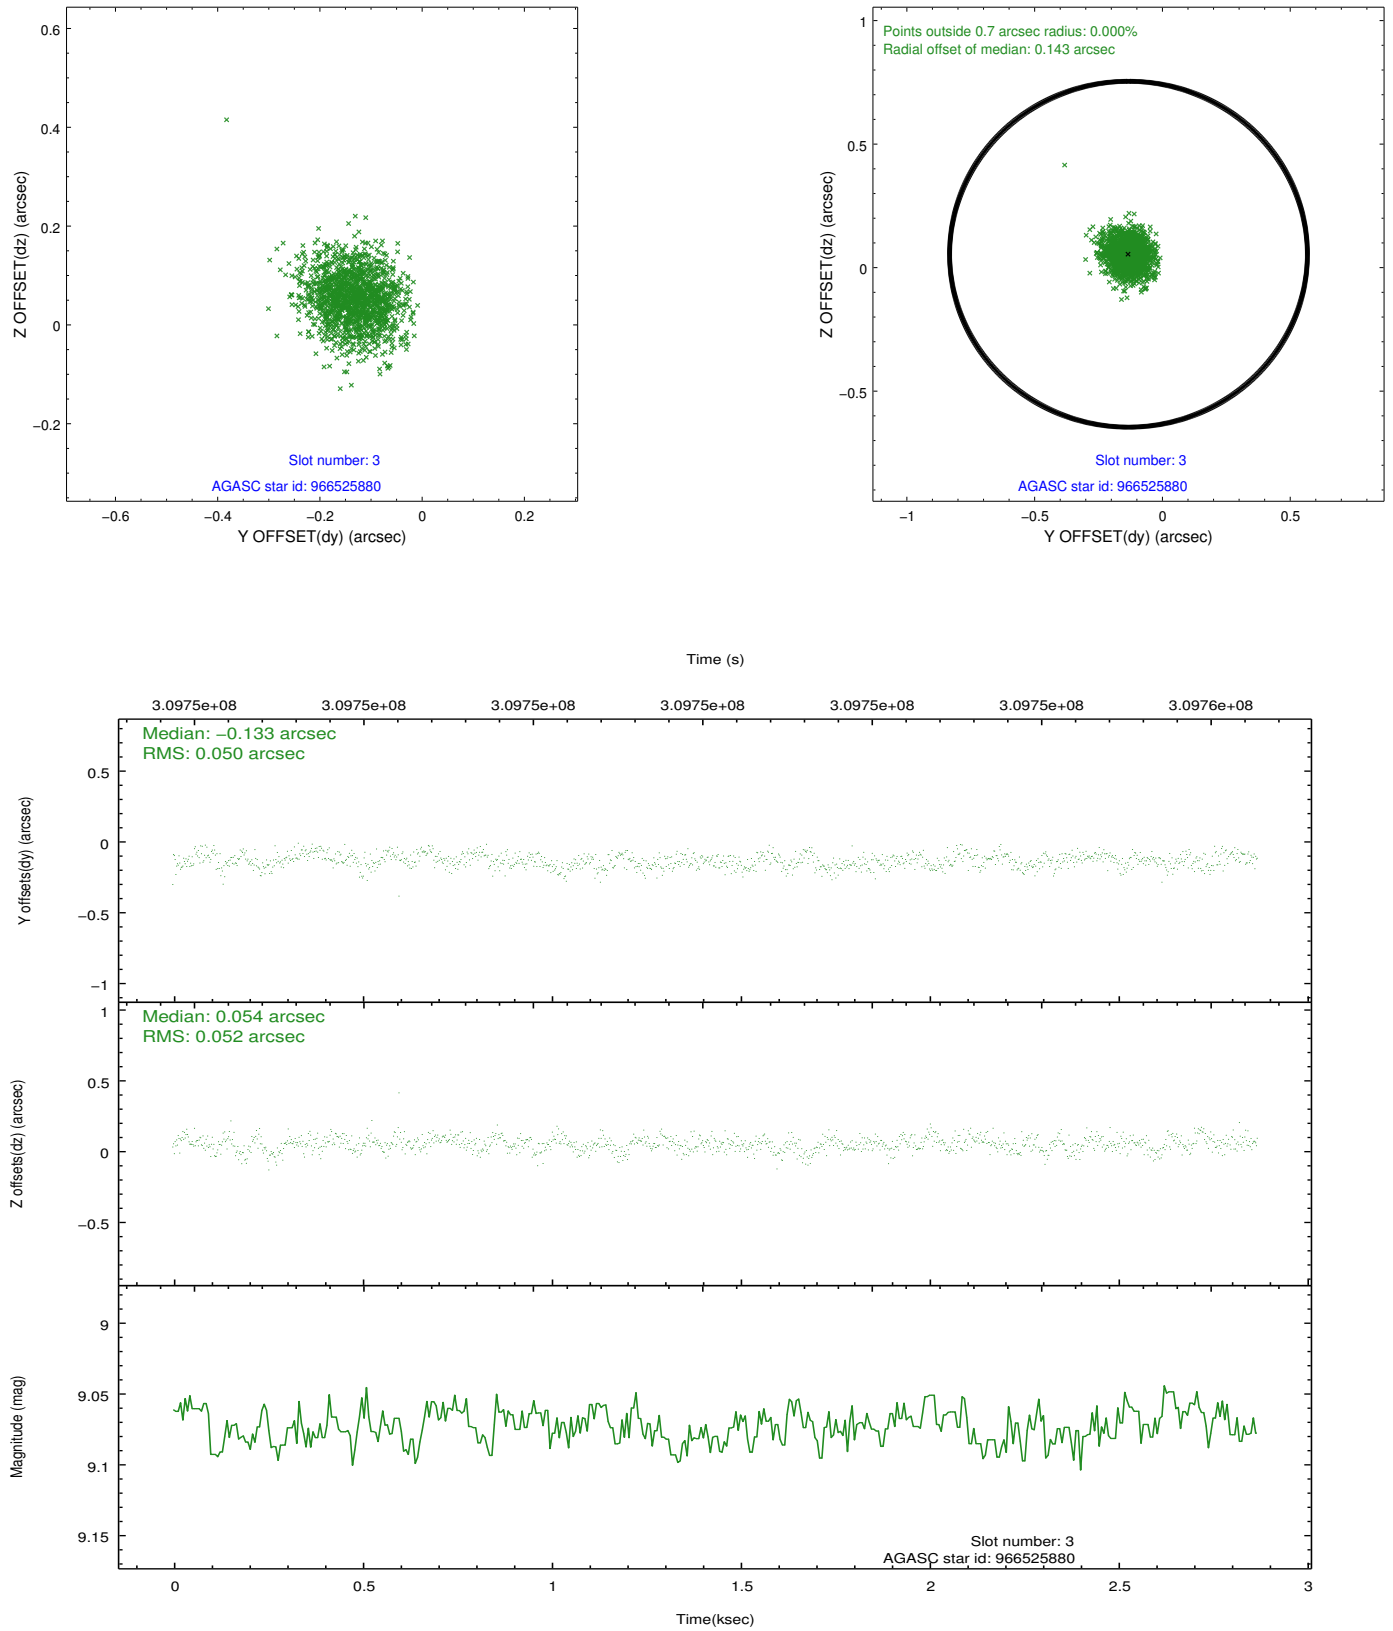 0.6
0.4
0.2
0
−0.2
Z OFFSET(dz) (arcsec)
Slot number: 3
AGASC star id: 966525880
−0.6 −0.4 −0.2 0 0.2
Y OFFSET(dy) (arcsec)
Points outside 0.7 arcsec radius: 0.000%
Radial offset of median: 0.143 arcsec
1
0.5
0
−0.5
Z OFFSET(dz) (arcsec)
Slot number: 3
AGASC star id: 966525880
−1 −0.5 0 0.5
Y OFFSET(dy) (arcsec)
Time (s)
3.0975e+08 3.0975e+08 3.0975e+08 3.0975e+08 3.0975e+08 3.0975e+08 3.0976e+08
Median: −0.133 arcsec
RMS: 0.050 arcsec
0.5
0
−0.5
−1
Y offsets(dy) (arcsec)
Median: 0.054 arcsec
RMS: 0.052 arcsec
1
0.5
0
−0.5
Z offsets(dz) (arcsec)
9
9.05
9.1
9.15
Magnitude (mag)
Slot number: 3
AGASC star id: 966525880
0 0.5 1 1.5 2 2.5 3
Time(ksec)